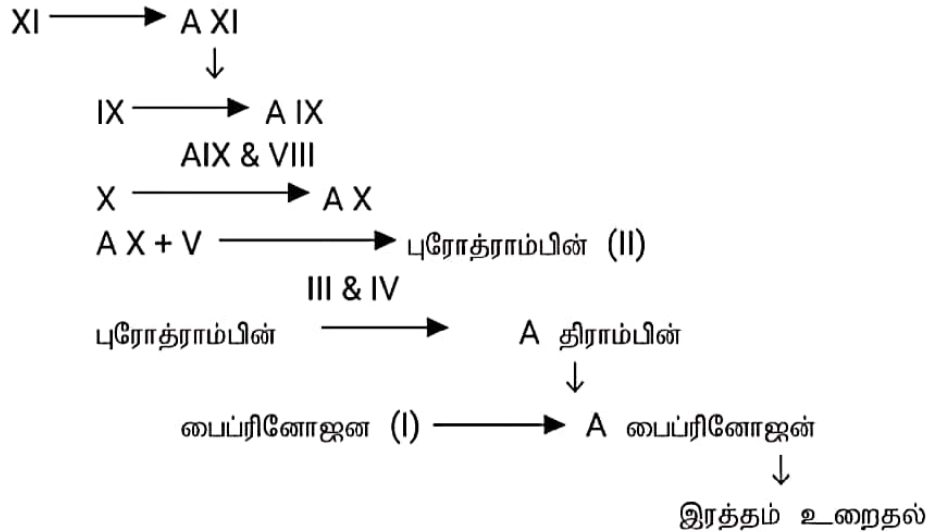 XI → A XI
↓
IX → A IX
AIX & VIII
X → A X
A X + V → புரோத்ராம்பின் (II)
III & IV
புரோத்ராம்பின் → A திராம்பின்
↓
பைப்ரினோஜன (I) → A பைப்ரினோஜன்
↓
இரத்தம் உறைதல்